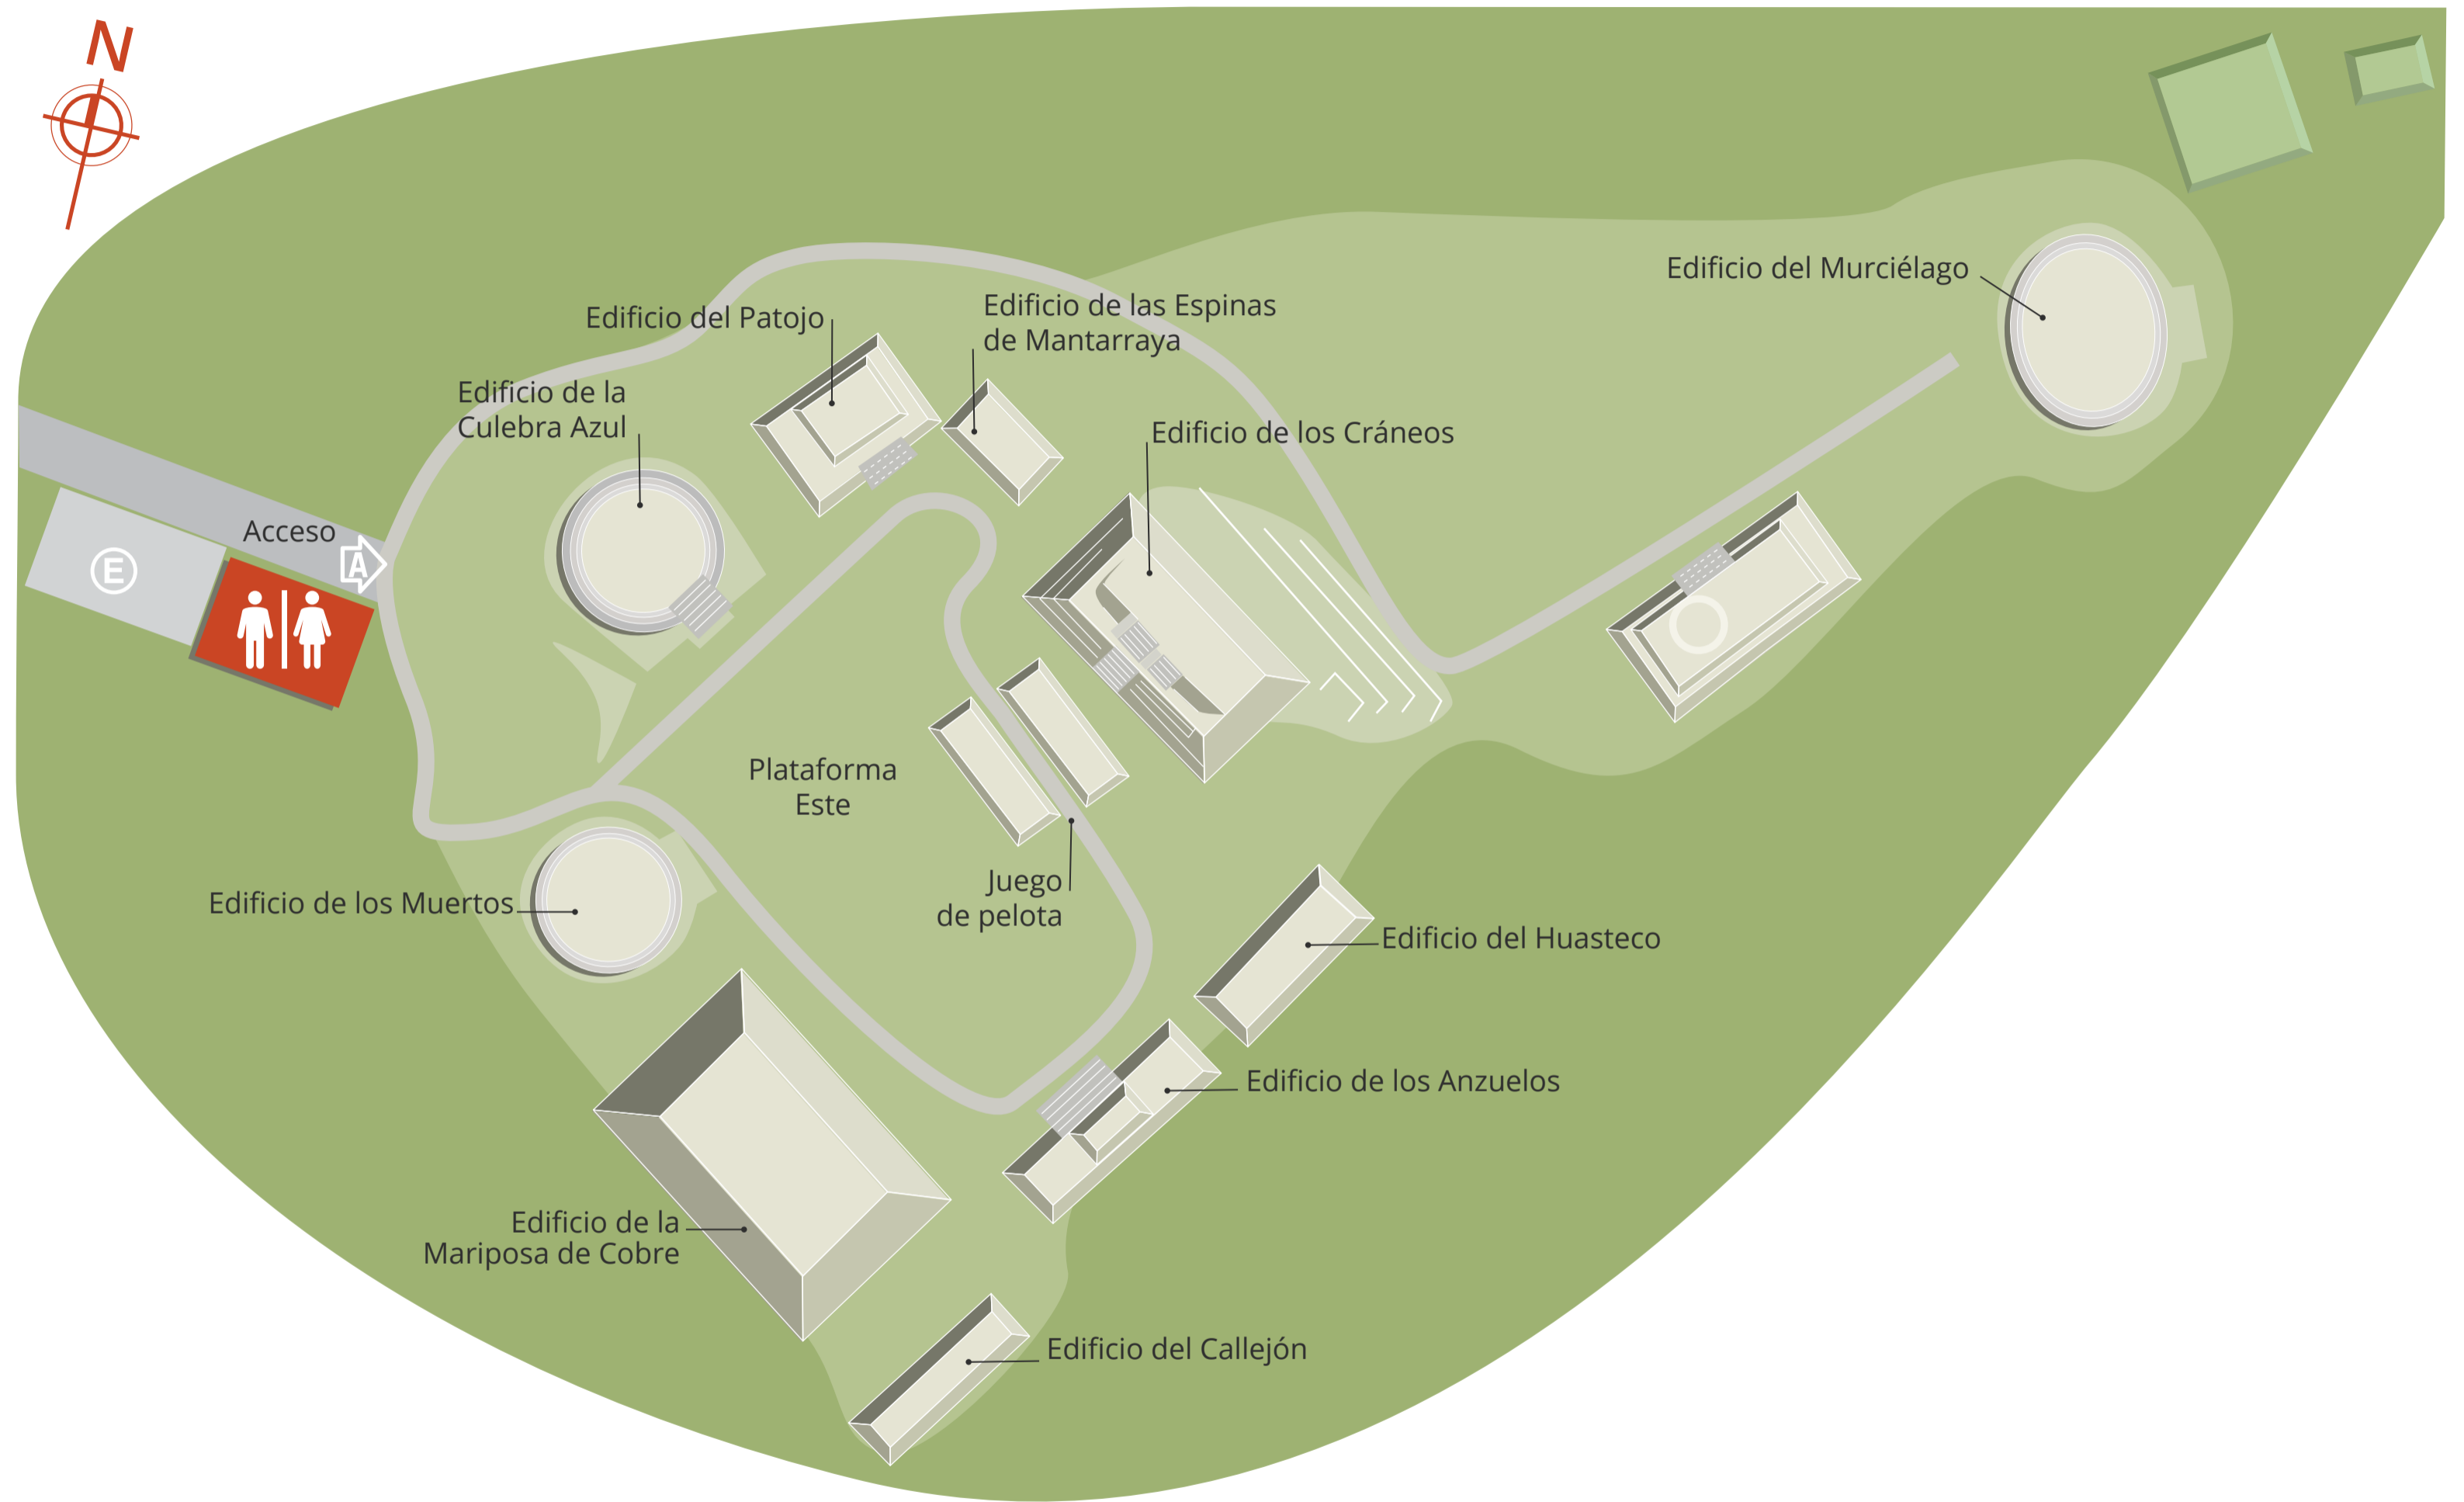 N
Edificio del Murciélago
Edificio del Patojo
Edificio de las Espinas
de Mantarraya
Edificio de la
Culebra Azul
Edificio de los Cráneos
Acceso
A
E
Plataforma
Este
Juego
de pelota
Edificio de los Muertos
Edificio del Huasteco
Edificio de los Anzuelos
Edificio de la
Mariposa de Cobre
Edificio del Callejón